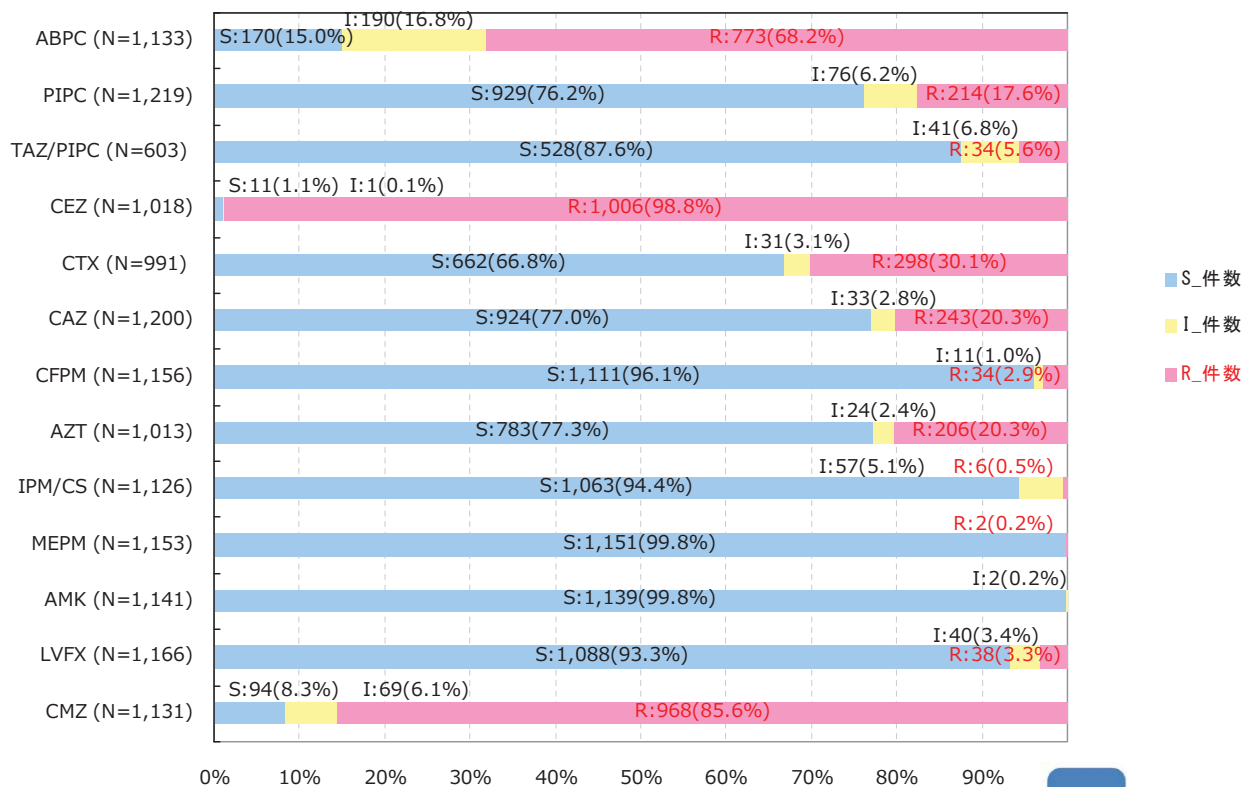 I:190(16.8%)
ABPC (N=1,133) S:170(15.0%) R:773(68.2%)
I:76(6.2%)
PIPC (N=1,219) S:929(76.2%) R:214(17.6%)
I:41(6.8%)
TAZ/PIPC (N=603) S:528(87.6%) R:34(5.6%)
S:11(1.1%) I:1(0.1%)
CEZ (N=1,018) R:1,006(98.8%)
I:31(3.1%)
CTX (N=991) S:662(66.8%) R:298(30.1%)
I:33(2.8%)
CAZ (N=1,200) S:924(77.0%) R:243(20.3%)
I:11(1.0%)
CFPM (N=1,156) S:1,111(96.1%) R:34(2.9%)
I:24(2.4%)
AZT (N=1,013) S:783(77.3%) R:206(20.3%)
I:57(5.1%) R:6(0.5%)
IPM/CS (N=1,126) S:1,063(94.4%)
R:2(0.2%)
MEPM (N=1,153) S:1,151(99.8%)
I:2(0.2%)
AMK (N=1,141) S:1,139(99.8%)
I:40(3.4%)
LVFX (N=1,166) S:1,088(93.3%) R:38(3.3%)
S:94(8.3%) I:69(6.1%)
CMZ (N=1,131) R:968(85.6%)
0% 10% 20% 30% 40% 50% 60% 70% 80% 90%
S_件数
I_件数
R_件数